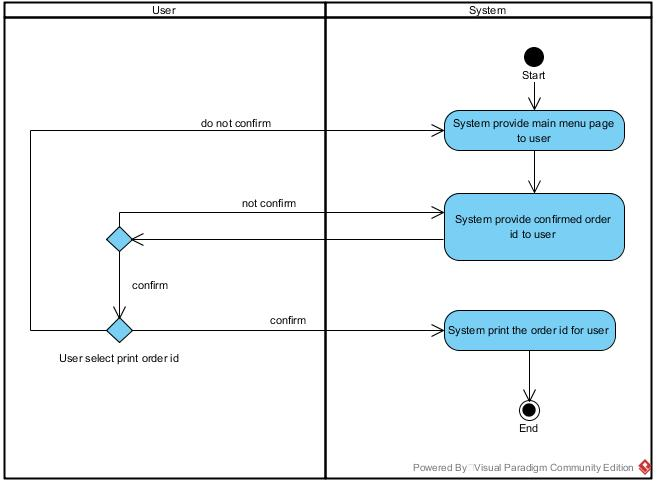 User
System
Start
do not confirm
System provide main menu page
to user
not confirm
System provide confirmed order
id to user
confirm
confirm
System print the order id for user
User select print order id
End
Powered By Visual Paradigm Community Edition